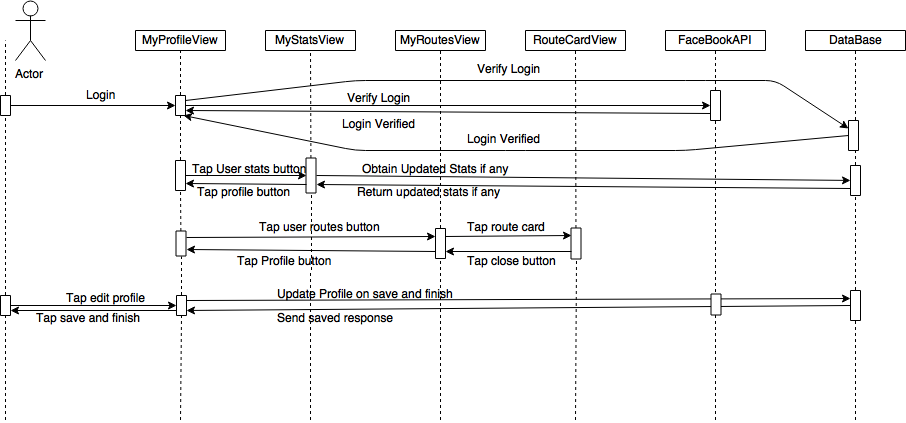 Actor
MyProfileView
MyStatsView
MyRoutesView
RouteCardView
FaceBookAPI
DataBase
Verify Login
Login
Verify Login
Login Verified
Login Verified
Tap User stats button
Obtain Updated Stats if any
Tap profile button
Return updated stats if any
Tap user routes button
Tap route card
Tap Profile button
Tap close button
Tap edit profile
Update Profile on save and finish
Tap save and finish
Send saved response